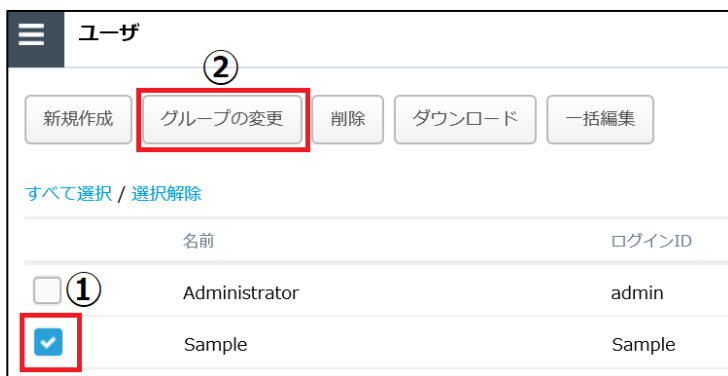 ユーザ
②
新規作成 グループの変更 削除 ダウンロード 一括編集
すべて選択 / 選択解除
名前 ログインID
①
Administrator admin
Sample Sample